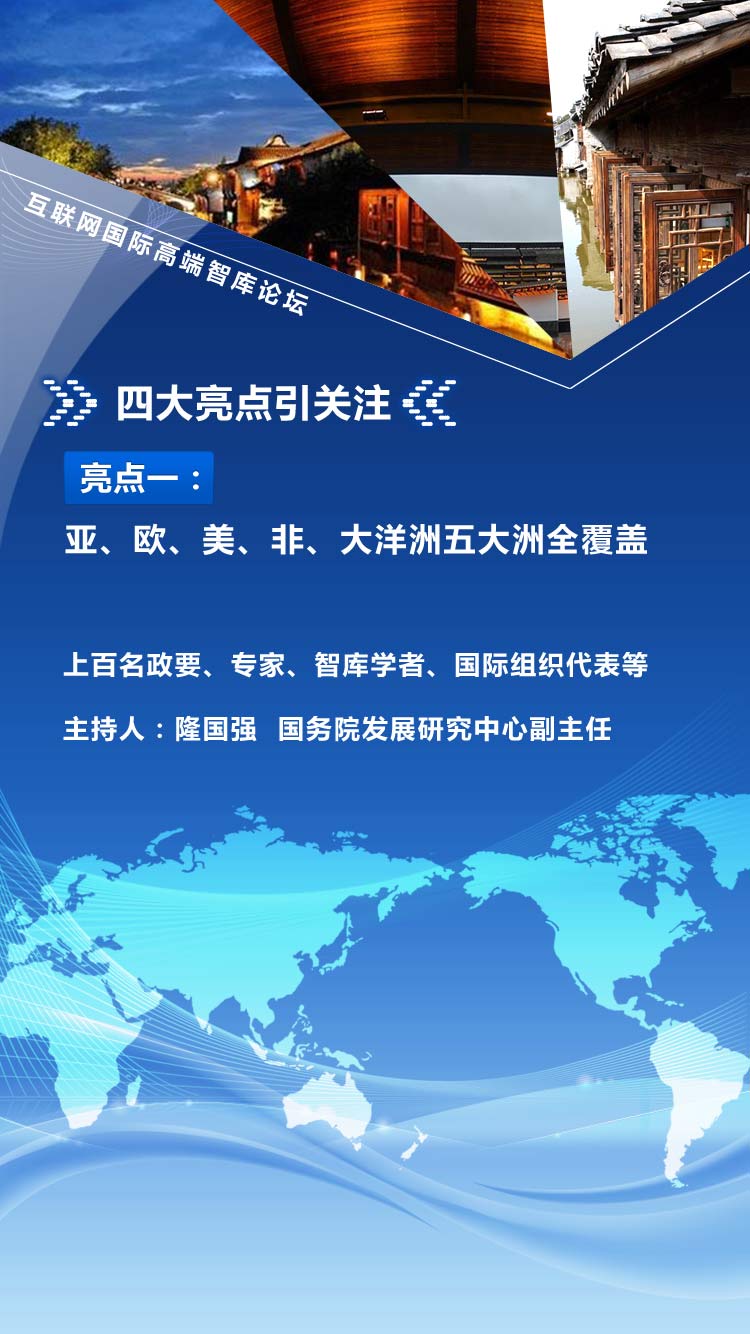 互联网国际高端智库论坛
四大亮点引关注
亮点一：
亚、欧、美、非、大洋洲五大洲全覆盖
上百名政要、专家、智库学者、国际组织代表等
主持人：隆国强 国务院发展研究中心副主任